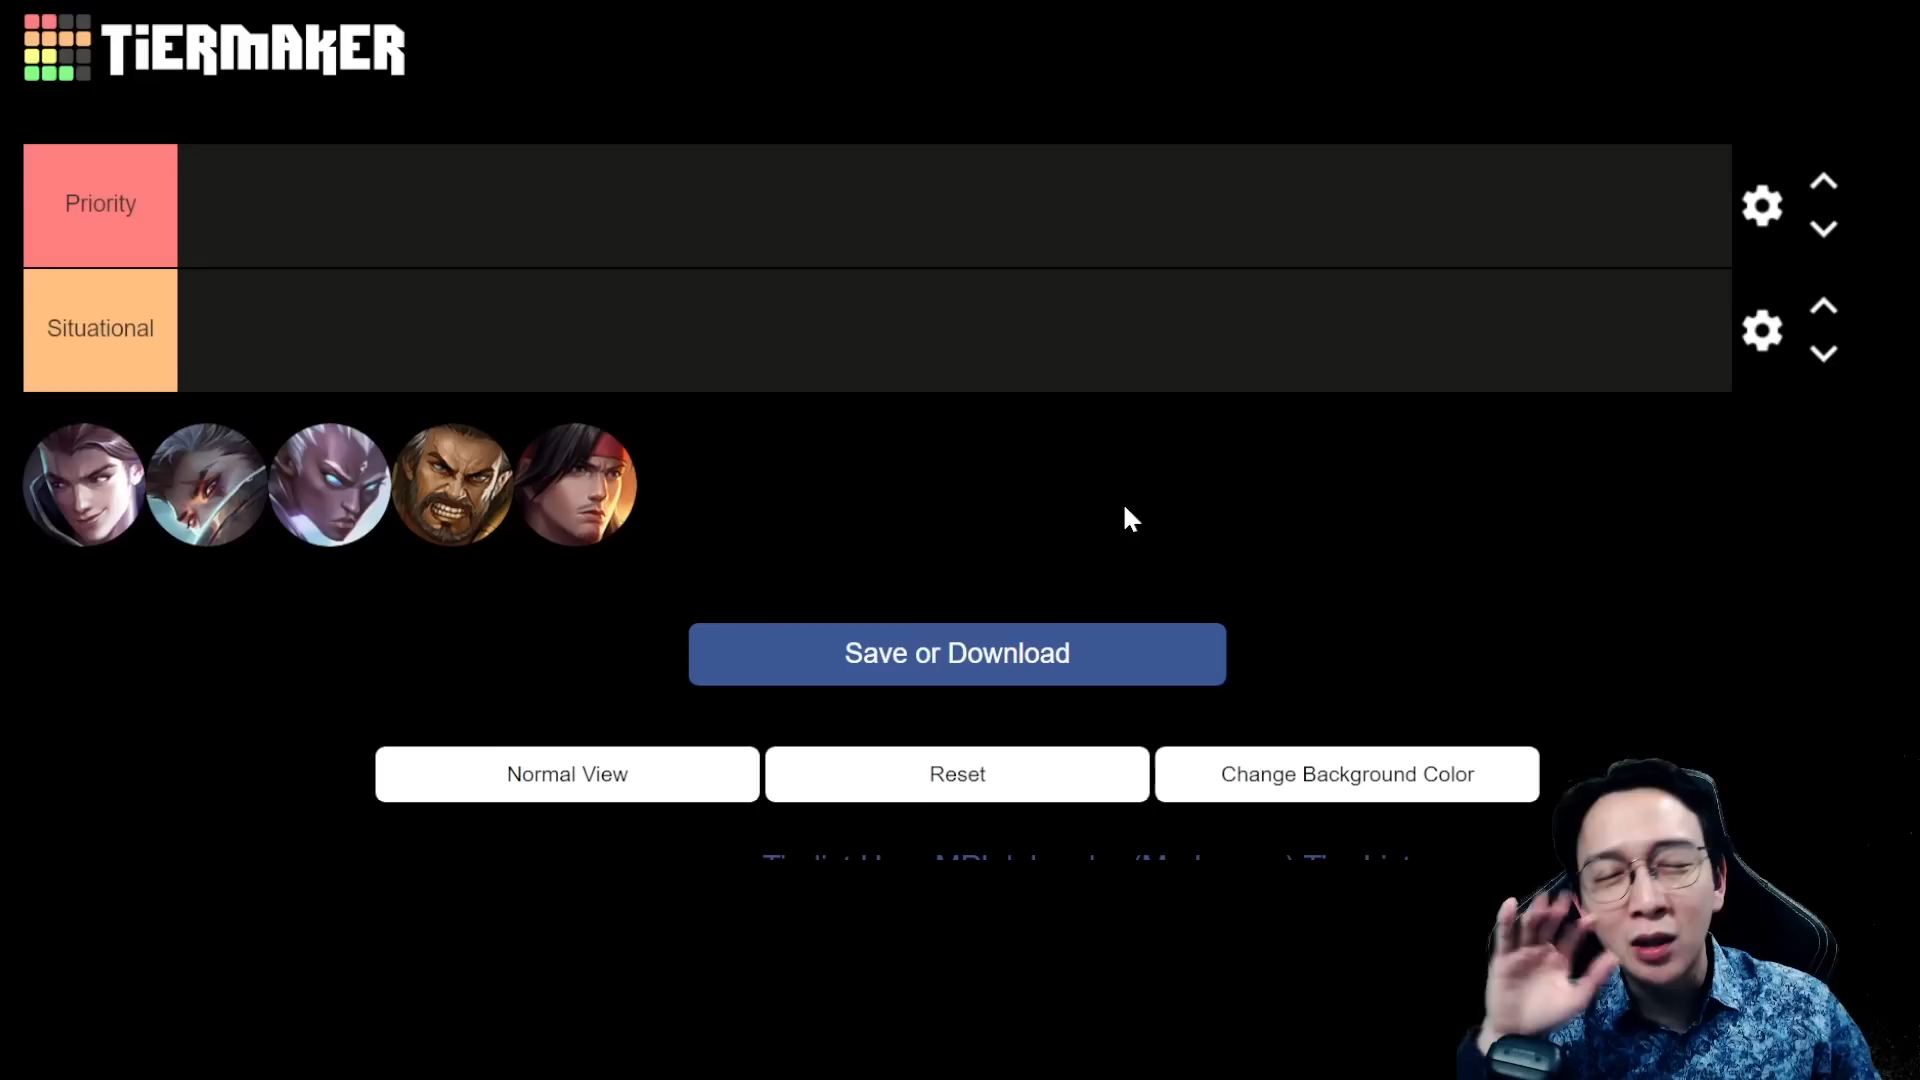 TiERMAKER
Priority
Situational
Save or Download
Normal View
Reset
Change Background Color